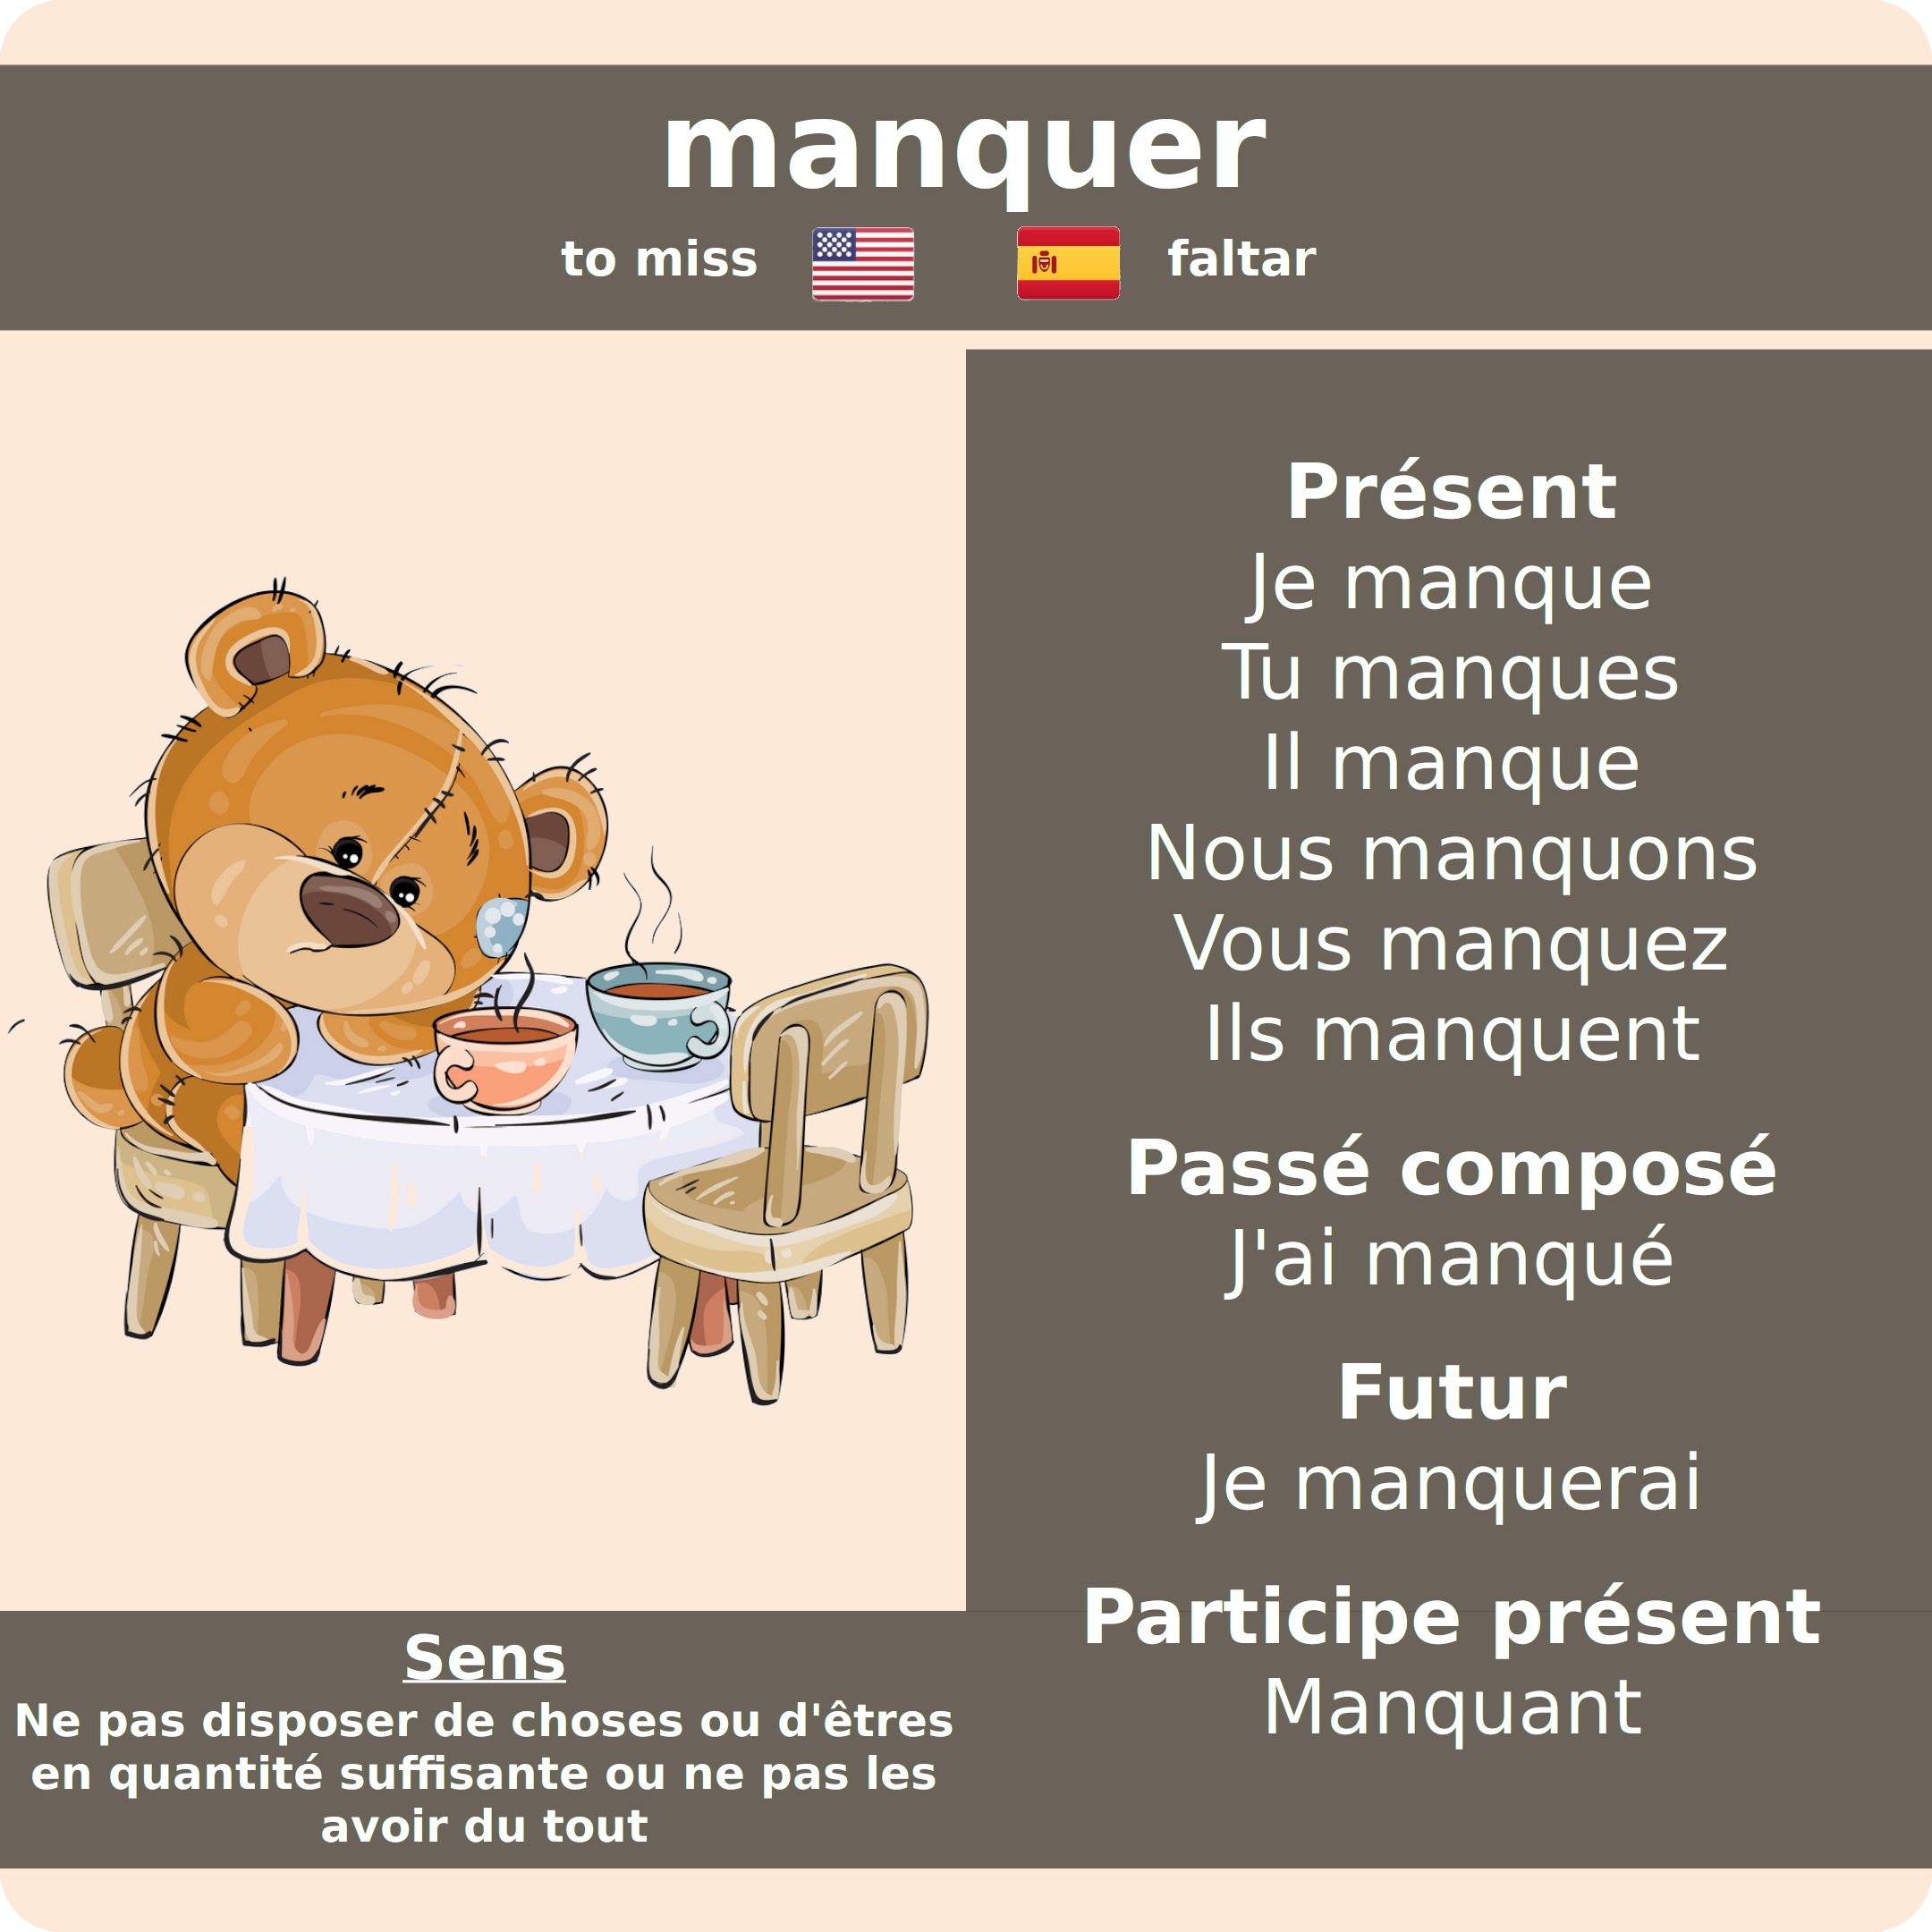 manquer
to miss faltar
Présent
Je manque
Tu manques
Il manque
Nous manquons
Vous manquez
Ils manquent
Passé composé
J'ai manqué
Futur
Je manquerai
Participe présent
Manquant
Sens
Ne pas disposer de choses ou d'êtres
en quantité suffisante ou ne pas les
avoir du tout